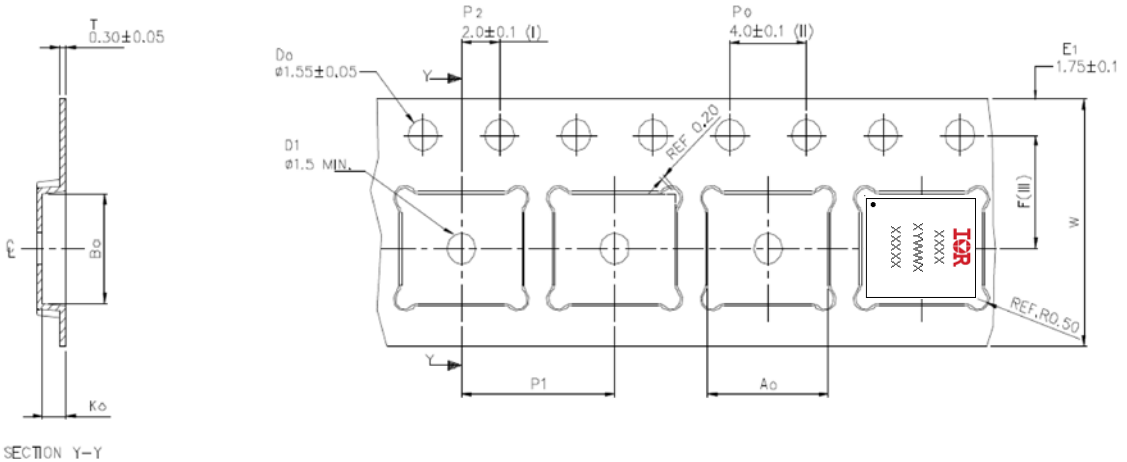 T
0.30±0.05
P2
2.0±0.1 (I)
Po
4.0±0.1 (II)
E1
1.75±0.1
Do
ø1.55±0.05
Y
D1
ø1.5 MIN.
REF 0.20
F(III)
W
Bo
IOR
XXXX
XYWWX
XXXXX
REF.R0.50
Y
P1
Ao
Ko
SECTION Y-Y